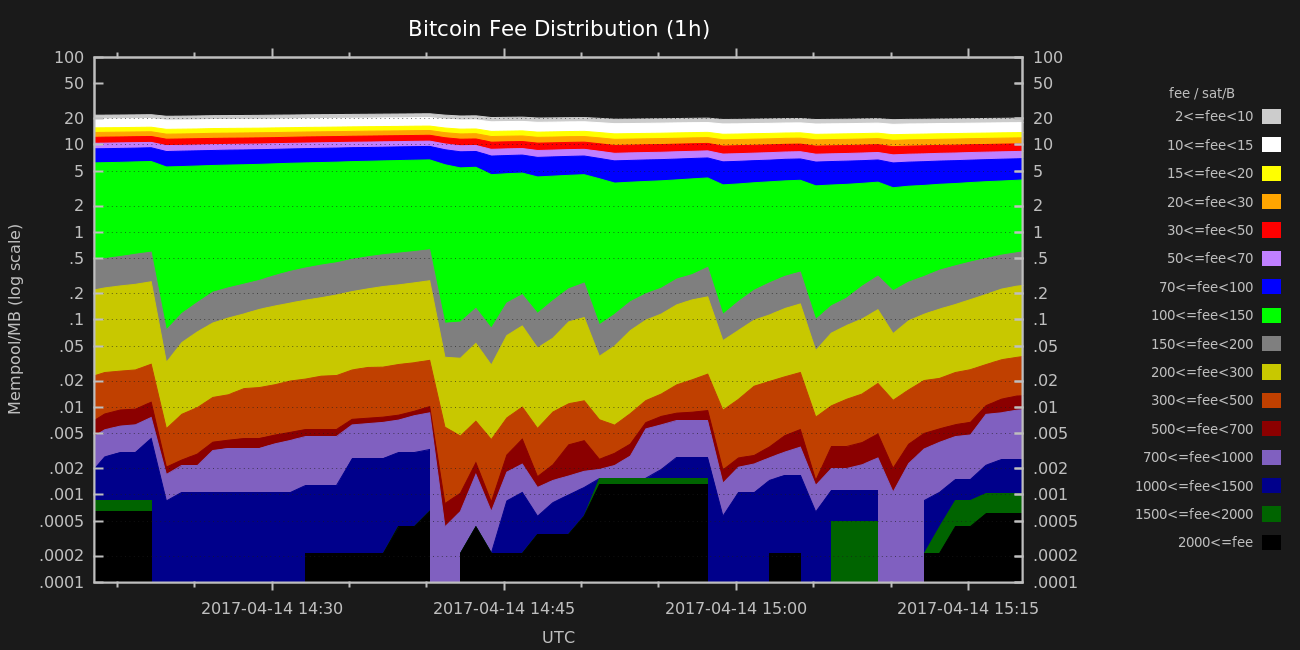 Bitcoin Fee Distribution (1h)
100
50
20
10
5
2
1
.5
.2
.1
.05
.02
.01
.005
.002
.001
.0005
.0002
.0001
Mempool/MB (log scale)
100
50
20
10
5
2
1
.5
.2
.1
.05
.02
.01
.005
.002
.001
.0005
.0002
.0001
2017-04-14 14:30 2017-04-14 14:45 2017-04-14 15:00 2017-04-14 15:15
UTC
fee / sat/B
2<=fee<10
10<=fee<15
15<=fee<20
20<=fee<30
30<=fee<50
50<=fee<70
70<=fee<100
100<=fee<150
150<=fee<200
200<=fee<300
300<=fee<500
500<=fee<700
700<=fee<1000
1000<=fee<1500
1500<=fee<2000
2000<=fee